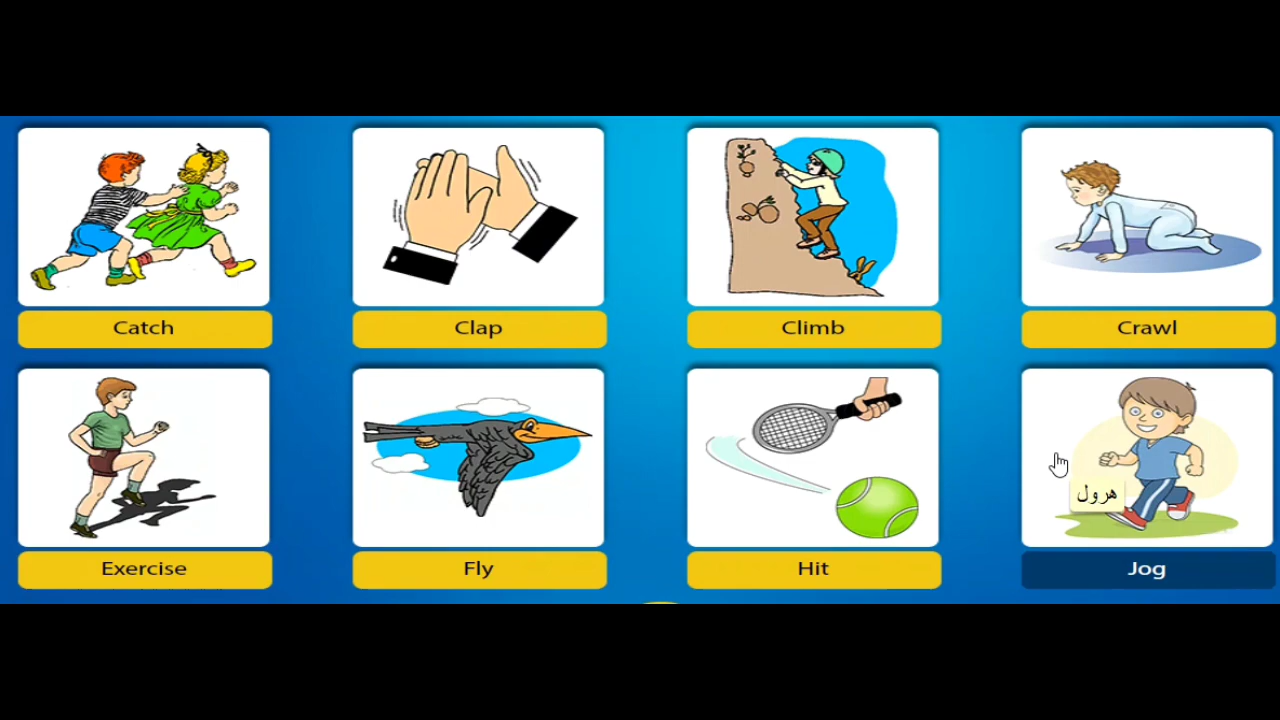 Catch
Clap
Climb
Crawl
هرول
Exercise
Fly
Hit
Jog